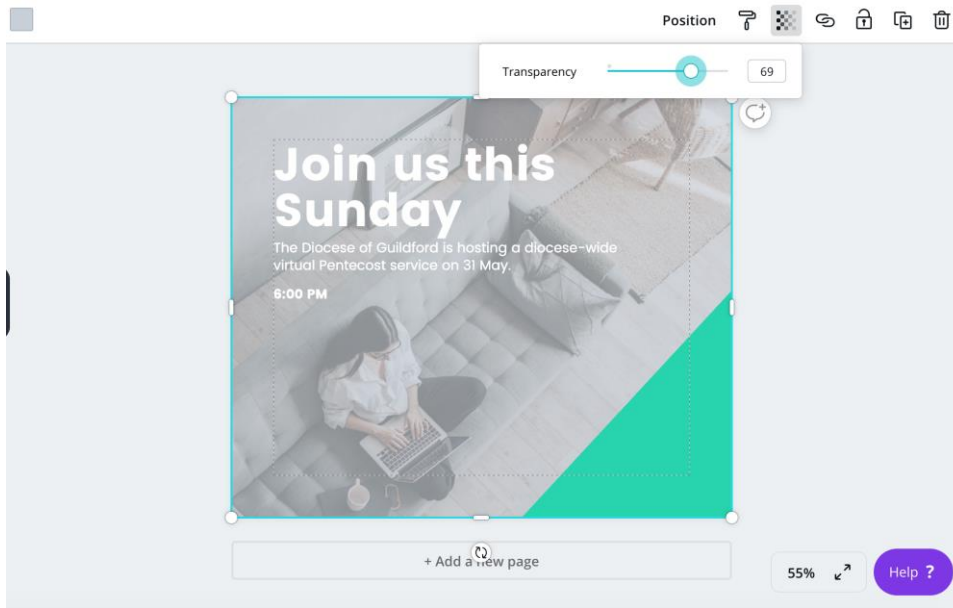 Position
Transparency 69
Join us this
Sunday
The Diocese of Guildford is hosting a diocese-wide
virtual Pentecost service on 31 May.
6:00 PM
+ Add a new page
55%
Help ?